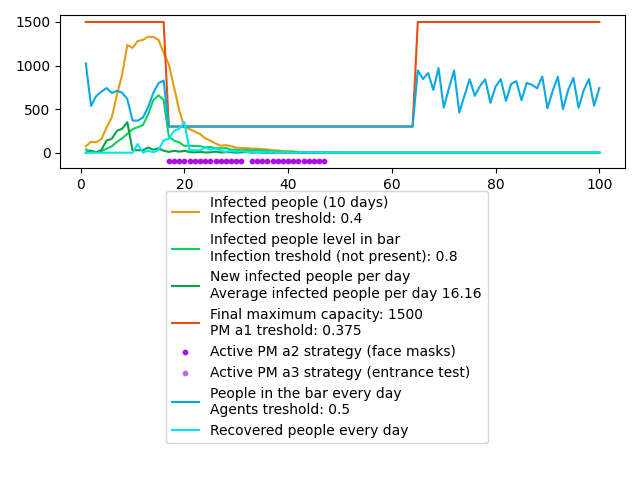 1500
1000
500
0
0 20 40 60 80 100
Infected people (10 days)
Infection treshold: 0.4
Infected people level in bar
Infection treshold (not present): 0.8
New infected people per day
Average infected people per day 16.16
Final maximum capacity: 1500
PM a1 treshold: 0.375
Active PM a2 strategy (face masks)
Active PM a3 strategy (entrance test)
People in the bar every day
Agents treshold: 0.5
Recovered people every day